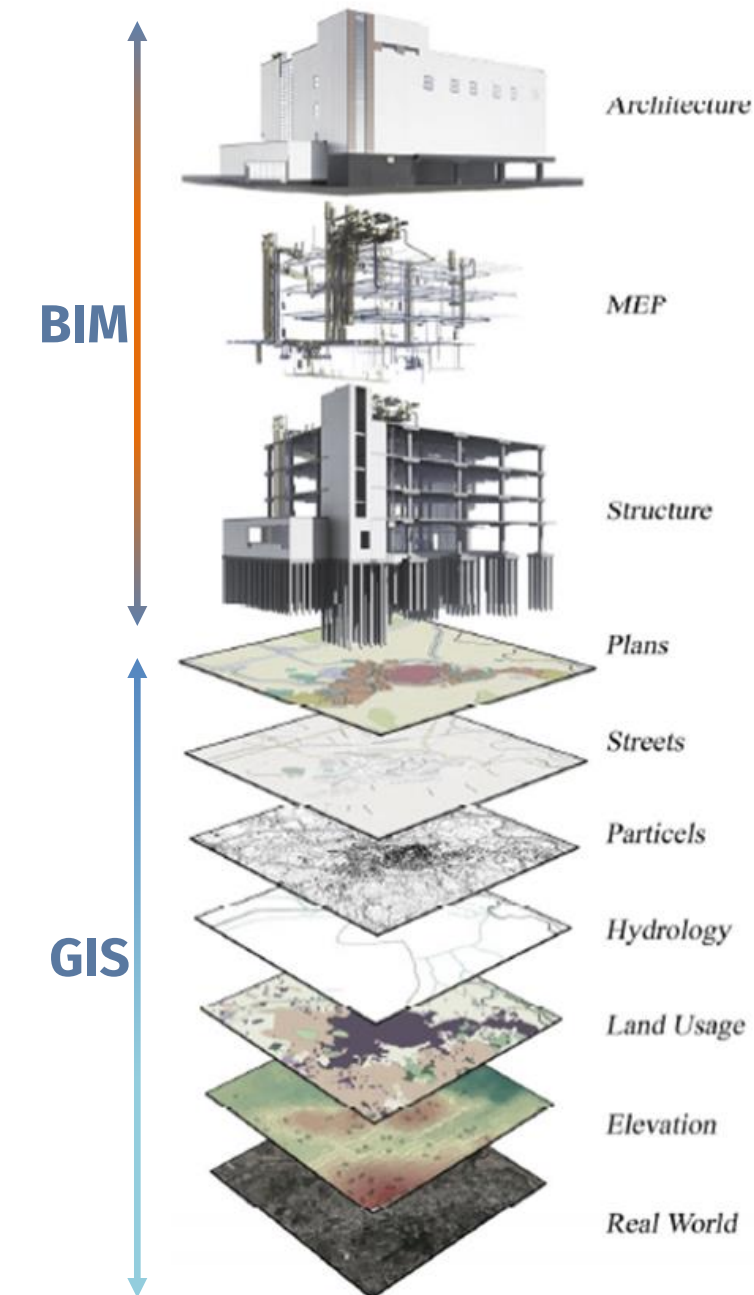 Architecture
BIM
MEP
Structure
Plans
Streets
Particels
GIS
Hydrology
Land Usage
Elevation
Real World